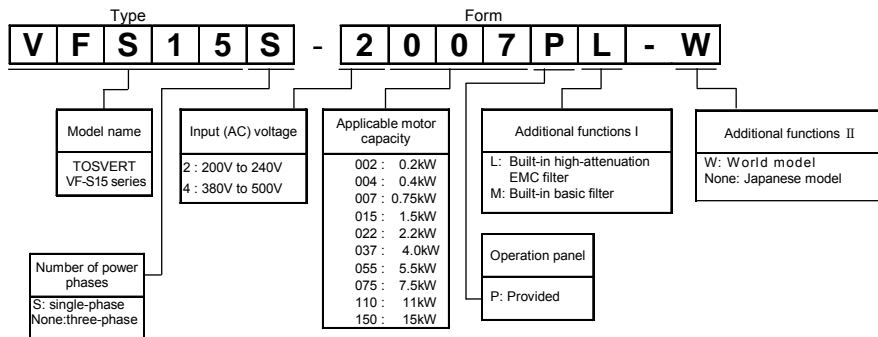 Type
Form
V F S 1 5 S - 2 0 0 7 P L - W
Model name
TOSVERT
VF-S15 series
Number of power
phases
S: single-phase
None:three-phase
Input (AC) voltage
2 : 200V to 240V
4 : 380V to 500V
Applicable motor
capacity
002 : 0.2kW
004 : 0.4kW
007 : 0.75kW
015 : 1.5kW
022 : 2.2kW
037 : 4.0kW
055 : 5.5kW
075 : 7.5kW
110 : 11kW
150 : 15kW
Additional functions I
L: Built-in high-attenuation
EMC filter
M: Built-in basic filter
Operation panel
P: Provided
Additional functions II
W: World model
None: Japanese model